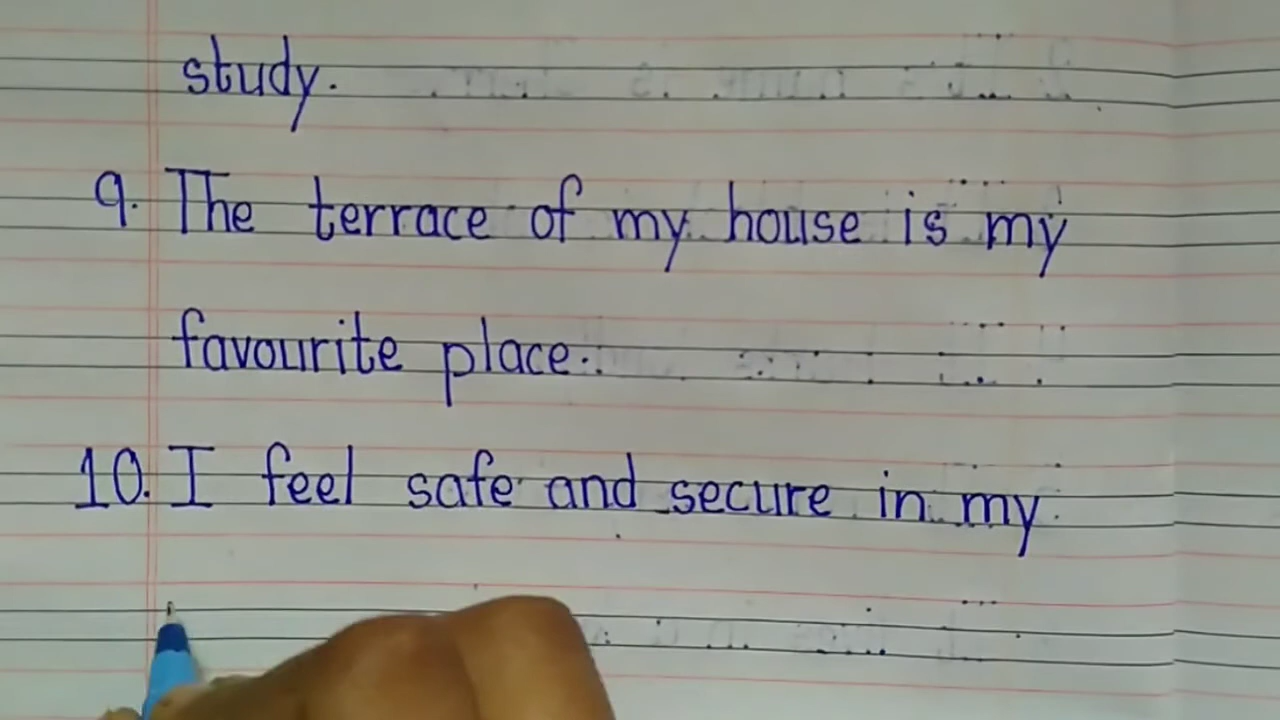 study.
9. The terrace of my house is my
favourite place.
10. I feel safe and secure in my